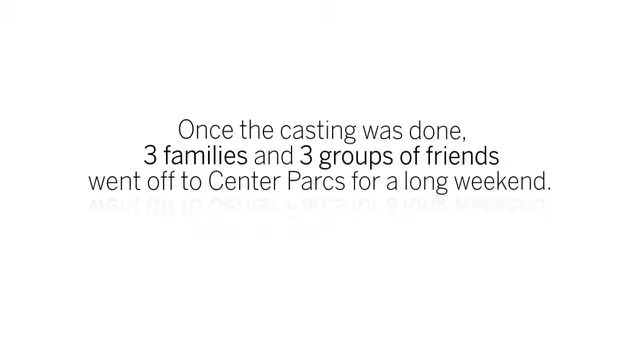 Once the casting was done,
3 families and 3 groups of friends
went off to Center Parcs for a long weekend.